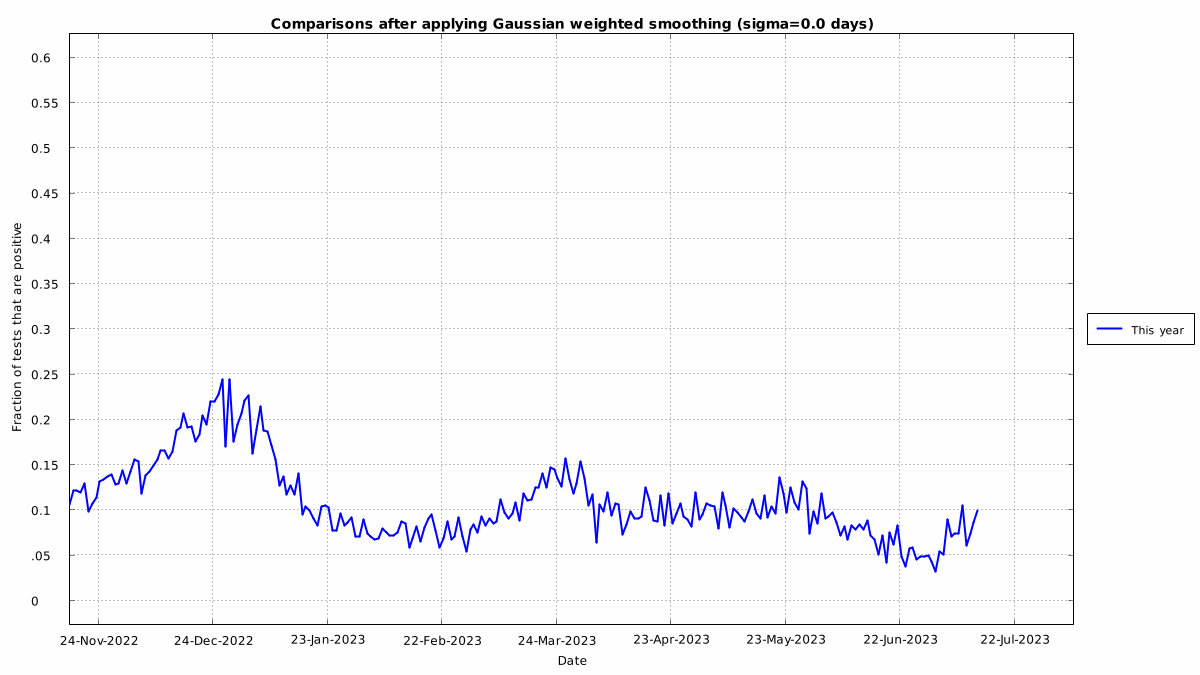 Comparisons after applying Gaussian weighted smoothing (sigma=0.0 days)
Fraction of tests that are positive
0.6
0.55
0.5
0.45
0.4
0.35
0.3
0.25
0.2
0.15
0.1
.05
0
24-Nov-2022 24-Dec-2022 23-Jan-2023 22-Feb-2023 24-Mar-2023 23-Apr-2023 23-May-2023 22-Jun-2023 22-Jul-2023
Date
This year